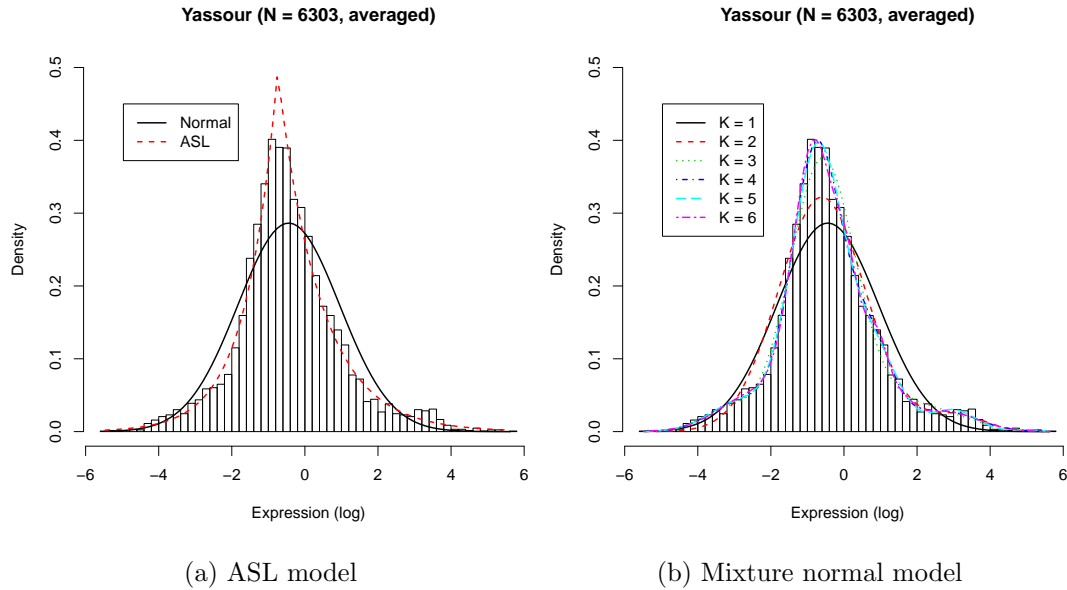 Yassour (N = 6303, averaged)
0.5
0.4
0.3
0.2
0.1
0.0
Density
Normal
ASL
−6
−4
−2
0
2
4
6
Expression (log)
(a) ASL model
Yassour (N = 6303, averaged)
0.5
0.4
0.3
0.2
0.1
0.0
Density
K = 1
K = 2
K = 3
K = 4
K = 5
K = 6
−6
−4
−2
0
2
4
6
Expression (log)
(b) Mixture normal model